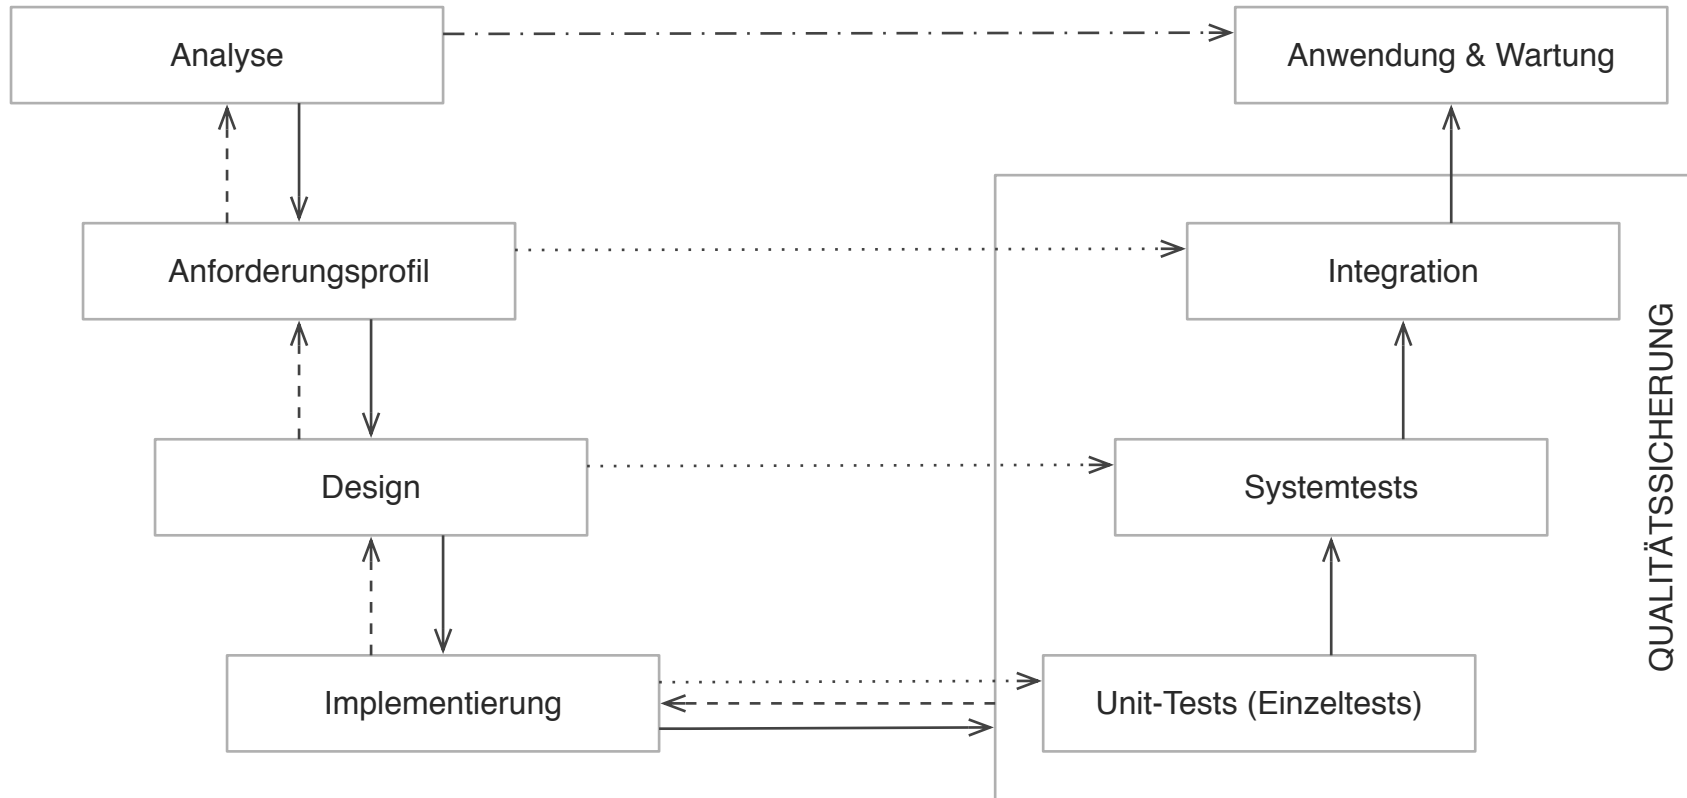 Analyse
Anwendung & Wartung
Anforderungsprofil
Integration
Design
Systemtests
Implementierung
Unit-Tests (Einzeltests)
QUALITÄTSSICHERUNG